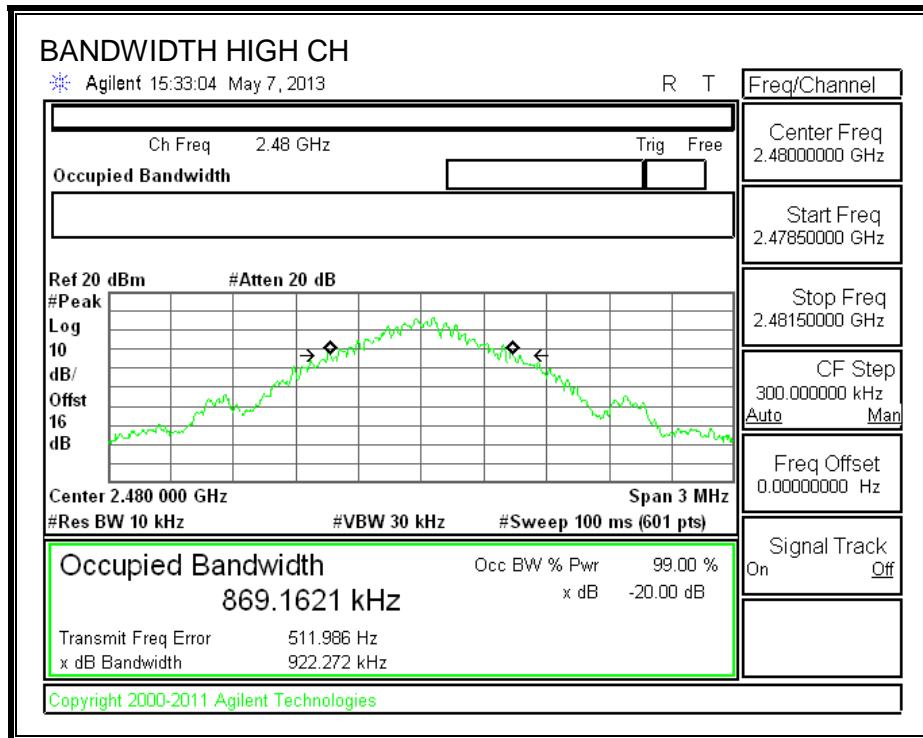 BANDWIDTH HIGH CH
Agilent 15:33:04 May 7, 2013 R T
Ch Freq 2.48 GHz Trig Free
Occupied Bandwidth
Ref 20 dBm #Atten 20 dB
#Peak
Log
10
dB/
Offst
16
dB
Center 2.480 000 GHz Span 3 MHz
#Res BW 10 kHz #VBW 30 kHz #Sweep 100 ms (601 pts)
Occupied Bandwidth Occ BW % Pwr 99.00 %
869.1621 kHz x dB -20.00 dB
Transmit Freq Error 511.986 Hz
x dB Bandwidth 922.272 kHz
Copyright 2000-2011 Agilent Technologies
Freq/Channel
Center Freq
2.48000000 GHz
Start Freq
2.47850000 GHz
Stop Freq
2.48150000 GHz
CF Step
300.000000 kHz
Auto Man
Freq Offset
0.00000000 Hz
Signal Track
On Off